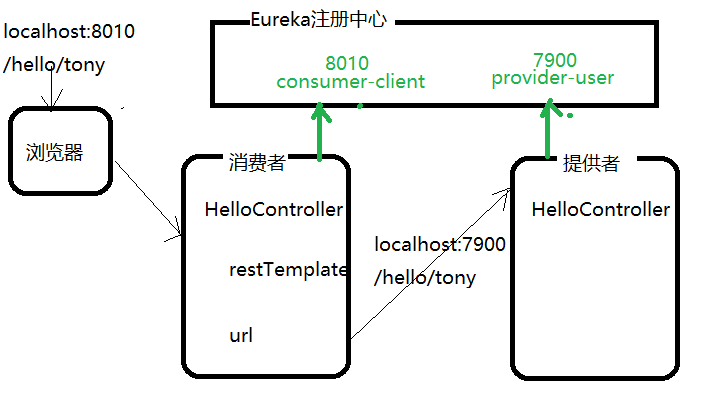 Eureka注册中心
localhost:8010
/hello/tony
8010
consumer-client
7900
provider-user
浏览器
消费者
HelloController
restTemplate
url
localhost:7900
/hello/tony
提供者
HelloController